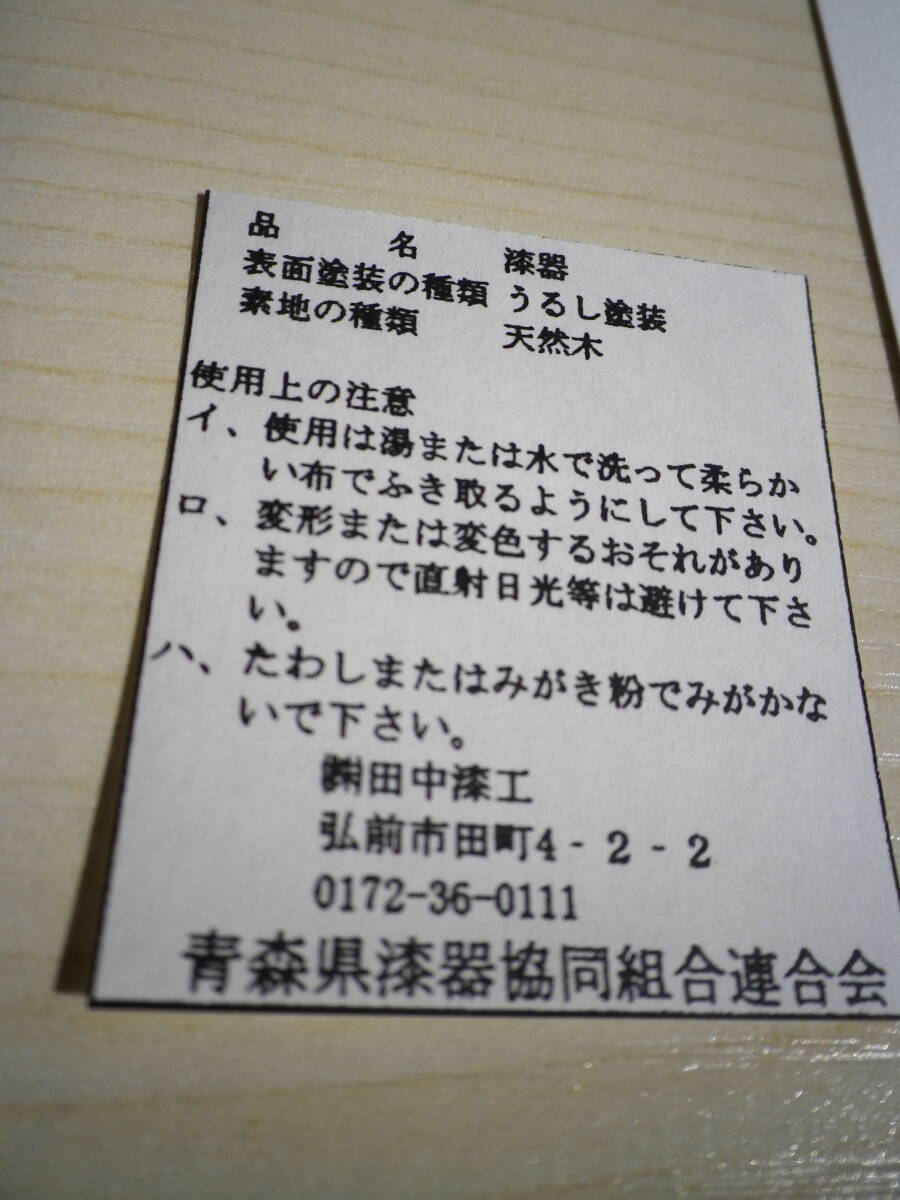 品　　　名　　漆器
表面塗装の種類 うるし塗装
素地の種類　　天然木
使用上の注意
イ、使用は湯または水で洗って柔らか
い布でふき取るようにして下さい。
ロ、変形または変色するおそれがあり
ますので直射日光等は避けて下さ
い。
ハ、たわしまたはみがき粉でみがかな
いで下さい。
㈱田中漆工
弘前市田町4-2-2
0172-36-0111
青森県漆器協同組合連合会